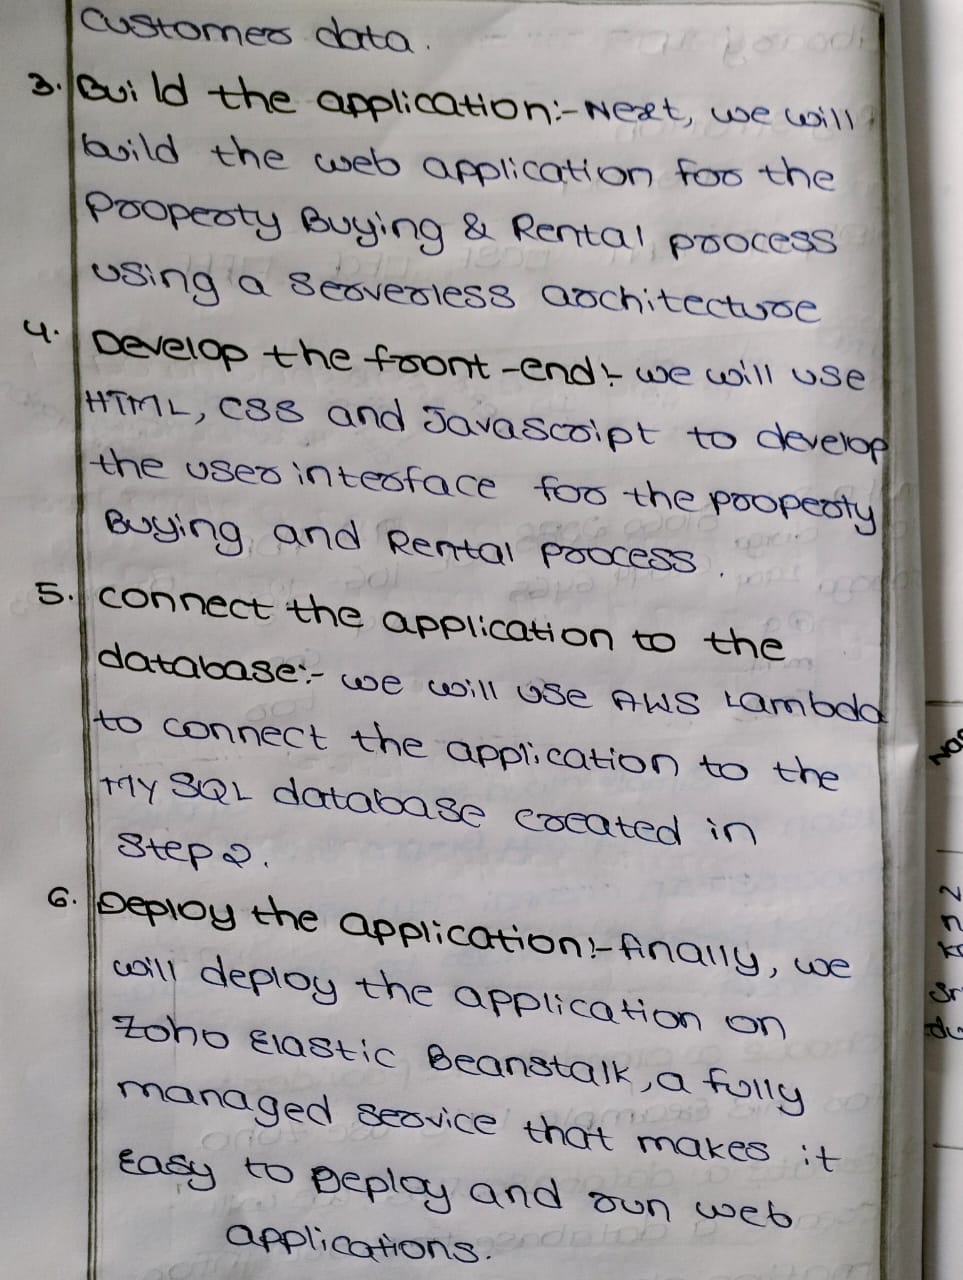 customer data.
3. Build the application:- Next, we will
build the web application for the
Property Buying & Rental process
using a serverless architecture
4. Develop the front-end:- we will use
HTML, CSS and Javascript to develop
the user interface for the property
Buying and Rental process.
5. connect the application to the
database:- we will use AWS Lambda
to connect the application to the
MY SQL database created in
Step 2.
6. Deploy the application:- finally, we
will deploy the application on
Zoho Elastic Beanstalk, a fully
managed service that makes it
Easy to Deploy and run web
applications.